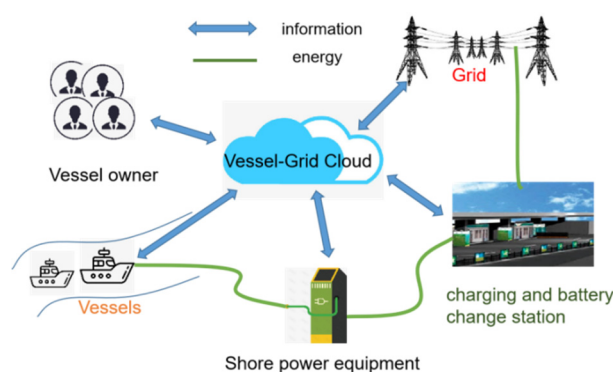 information
energy
Grid
Vessel-Grid Cloud
Vessel owner
Vessels
charging and battery
change station
Shore power equipment